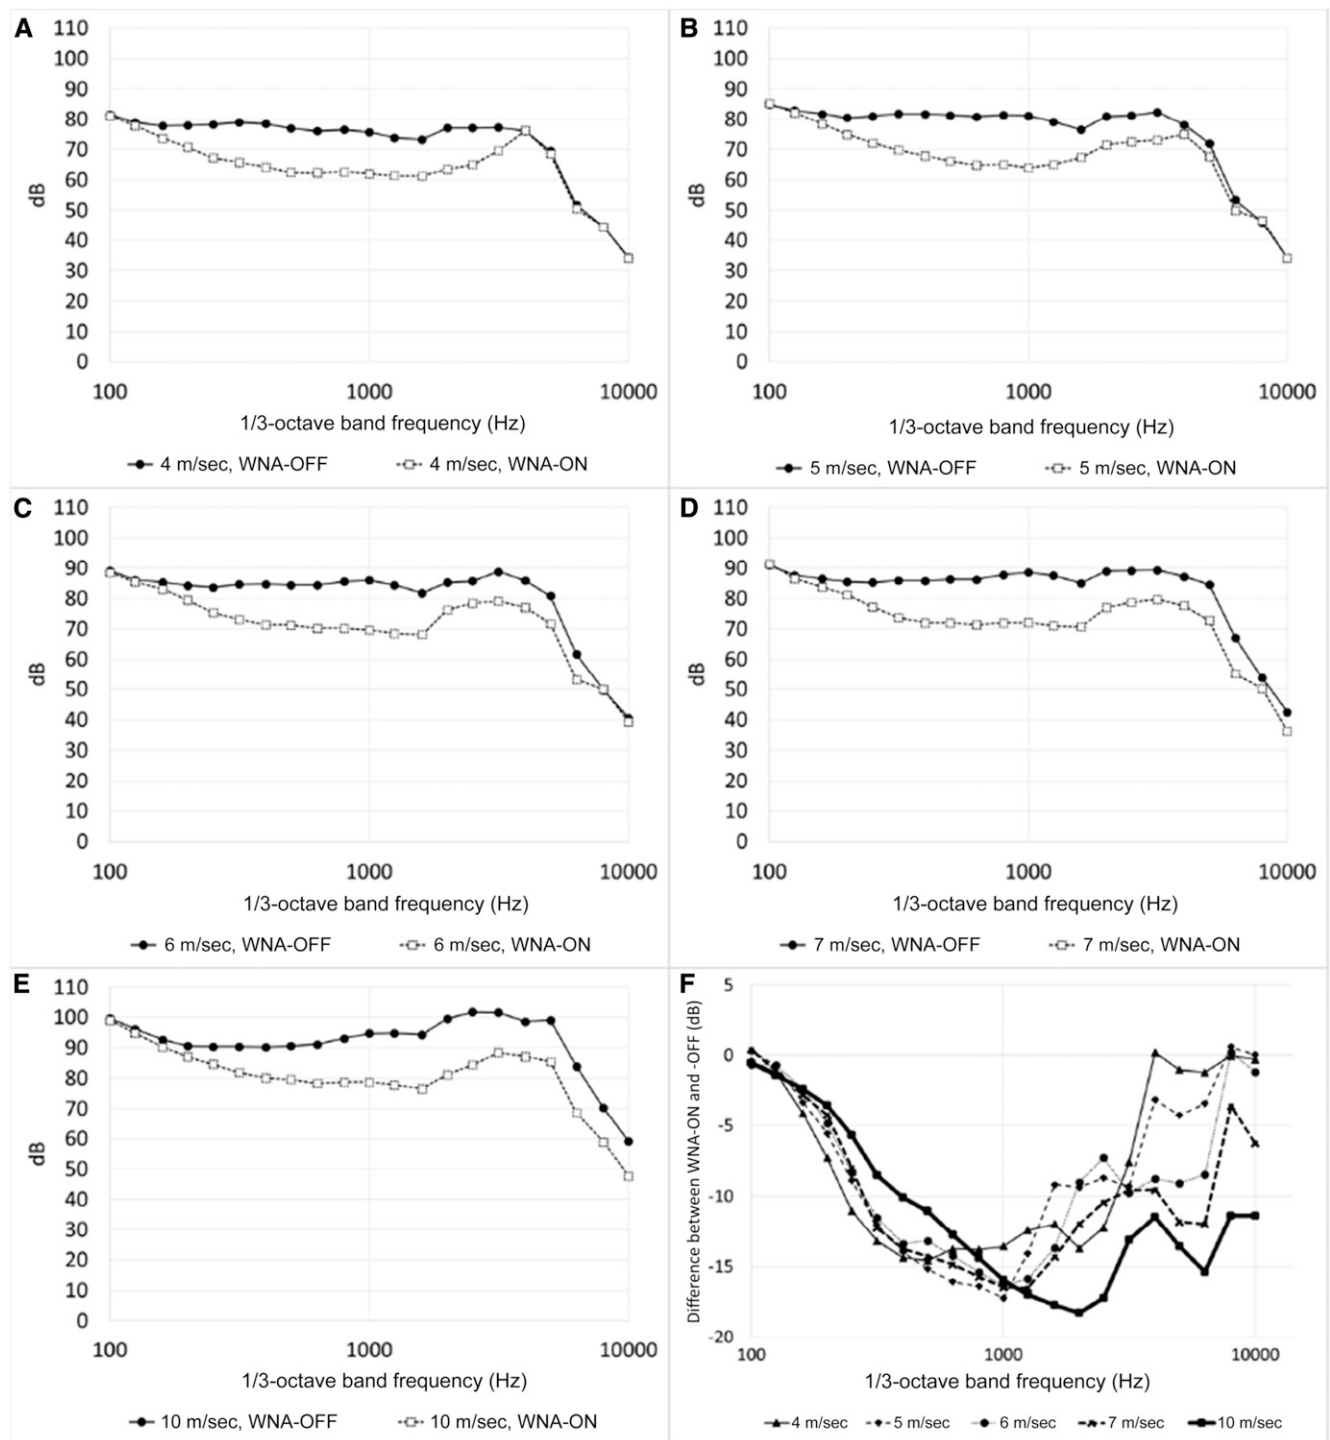 A
110
100
90
80
70
60
50
40
30
20
10
0
dB
100 1000 10000
1/3-octave band frequency (Hz)
4 m/sec, WNA-OFF 4 m/sec, WNA-ON
B
110
100
90
80
70
60
50
40
30
20
10
0
dB
100 1000 10000
1/3-octave band frequency (Hz)
5 m/sec, WNA-OFF 5 m/sec, WNA-ON
C
110
100
90
80
70
60
50
40
30
20
10
0
dB
100 1000 10000
1/3-octave band frequency (Hz)
6 m/sec, WNA-OFF 6 m/sec, WNA-ON
D
110
100
90
80
70
60
50
40
30
20
10
0
dB
100 1000 10000
1/3-octave band frequency (Hz)
7 m/sec, WNA-OFF 7 m/sec, WNA-ON
E
110
100
90
80
70
60
50
40
30
20
10
0
dB
100 1000 10000
1/3-octave band frequency (Hz)
10 m/sec, WNA-OFF 10 m/sec, WNA-ON
F
5
0
-5
-10
-15
-20
Difference between WNA-ON and -OFF (dB)
100 1000 10000
1/3-octave band frequency (Hz)
4 m/sec 5 m/sec 6 m/sec 7 m/sec 10 m/sec